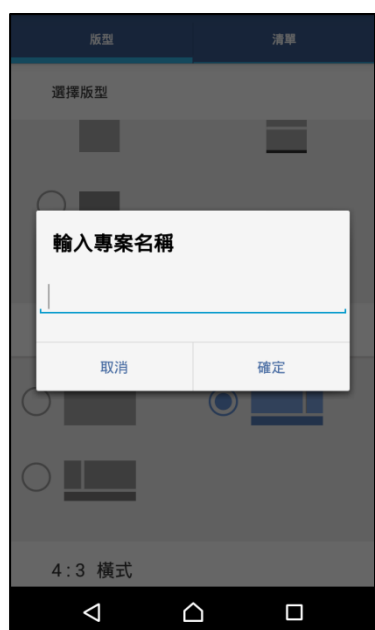 版型
清單
選擇版型
輸入專案名稱
取消
確定
4:3 橫式